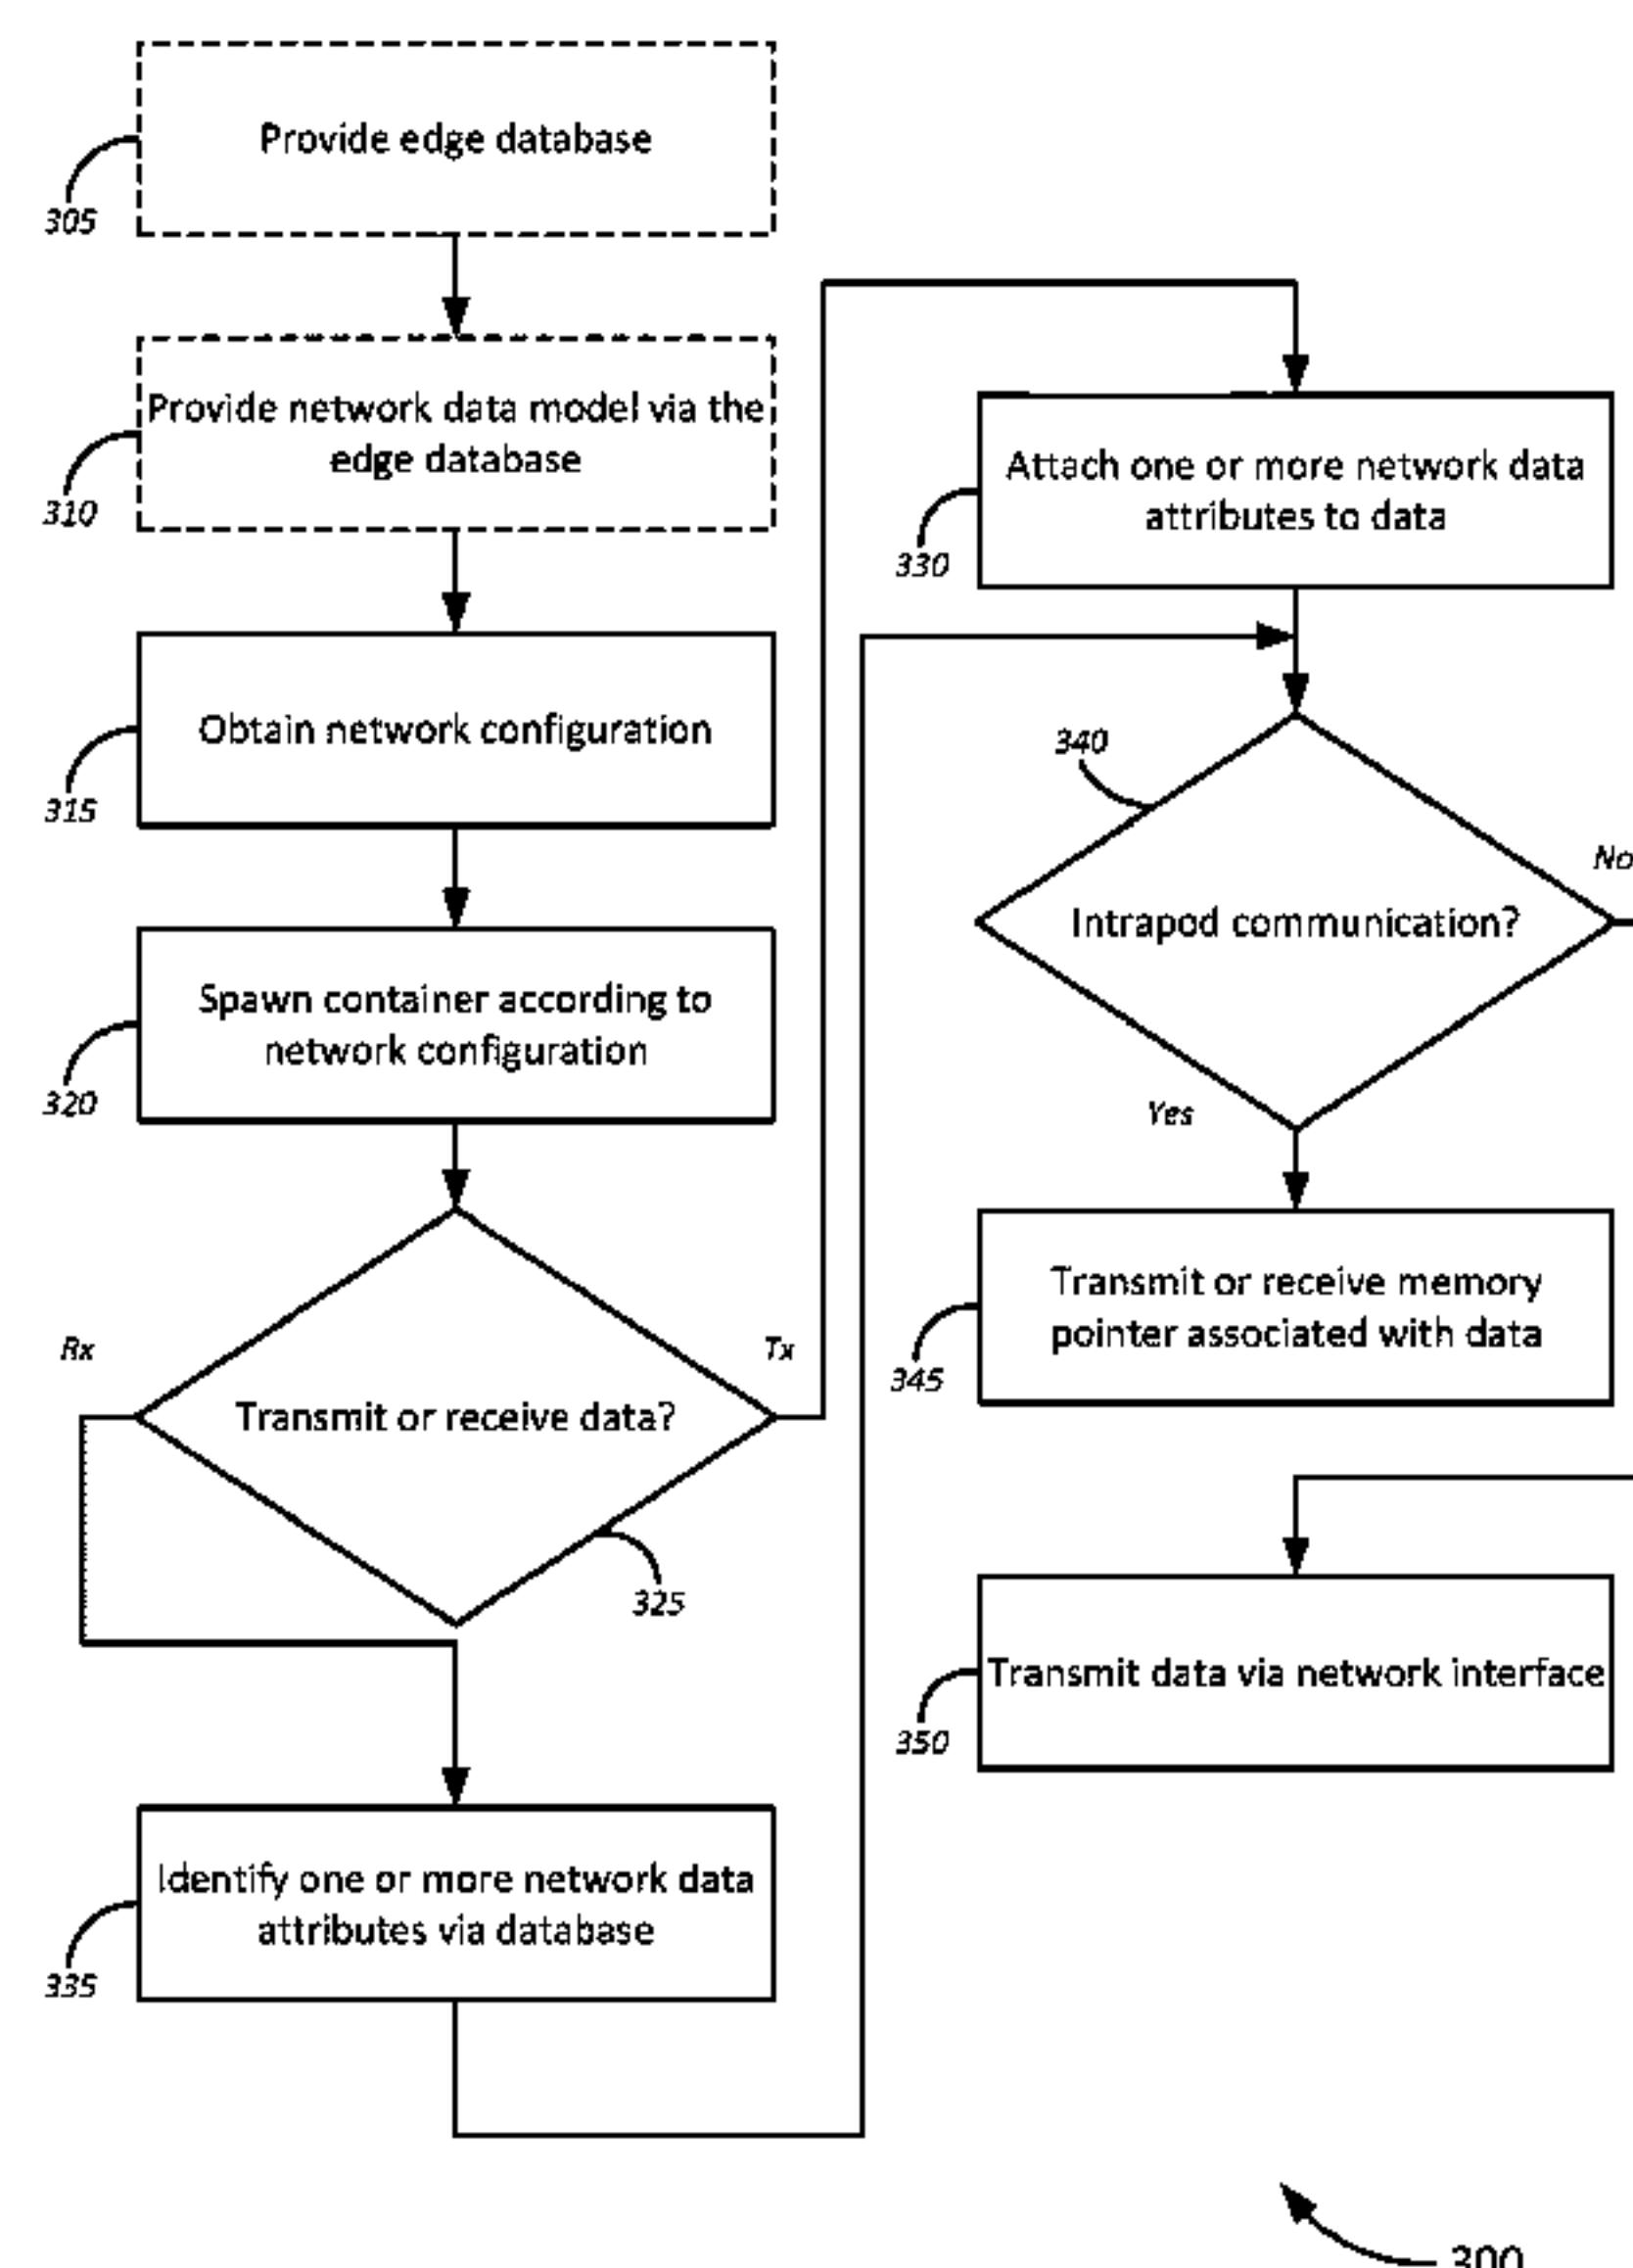 Provide edge database
305
Provide network data model via the
edge database
310
Obtain network configuration
315
Spawn container according to
network configuration
320
Rx
Tx
Transmit or receive data?
325
Identify one or more network data
attributes via database
335
Attach one or more network data
attributes to data
330
340
No
Intrapod communication?
Yes
Transmit or receive memory
pointer associated with data
345
Transmit data via network interface
350
300